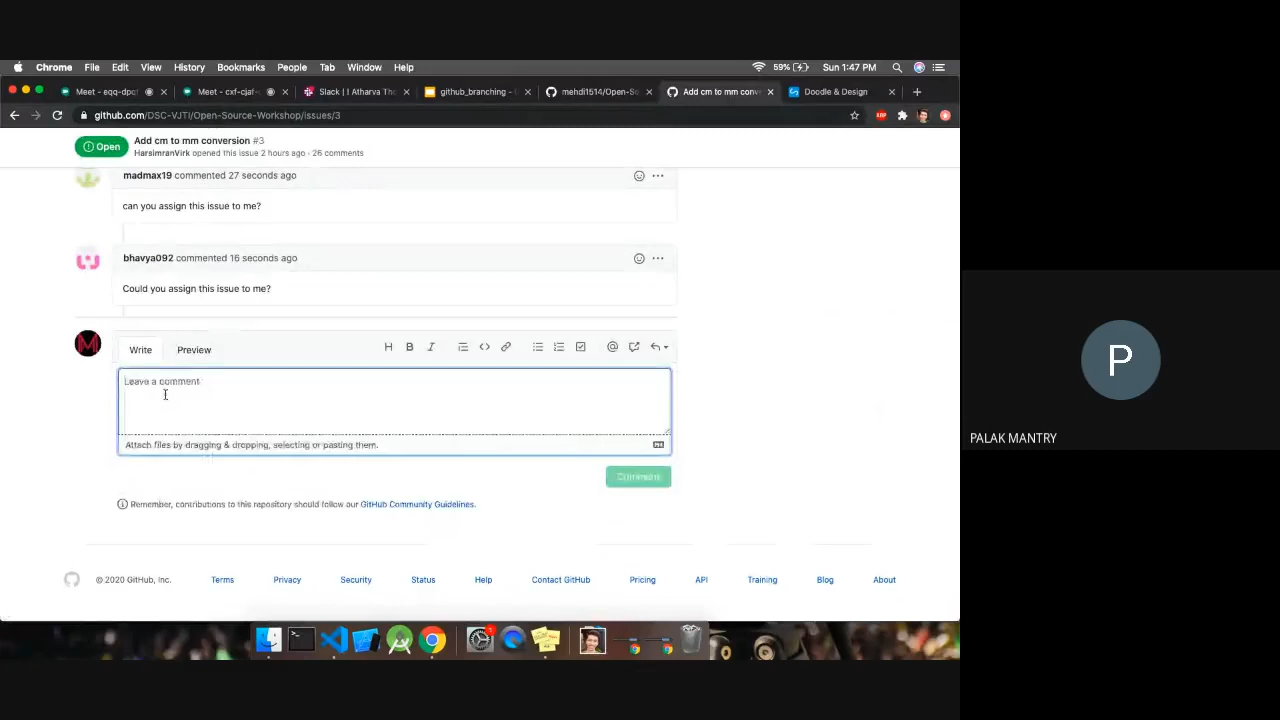 Chrome File Edit View History Bookmarks People Tab Window Help 59% Sun 1:47 PM
Meet - eqq-dpo
Meet - cxf-cjaf-
Slack | ! Atharva Th
github_branching -
mehdi1514/Open-So
Add cm to mm conv
Doodle & Design
github.com/DSC-VJTI/Open-Source-Workshop/issues/3
ABP
Open
Add cm to mm conversion #3
HarsimranVirk opened this issue 2 hours ago · 26 comments
madmax19 commented 27 seconds ago
can you assign this issue to me?
bhavya092 commented 16 seconds ago
Could you assign this issue to me?
M
Write Preview
Leave a comment
Attach files by dragging & dropping, selecting or pasting them.
Comment
Remember, contributions to this repository should follow our GitHub Community Guidelines.
© 2020 GitHub, Inc. Terms Privacy Security Status Help Contact GitHub Pricing API Training Blog About
P
PALAK MANTRY